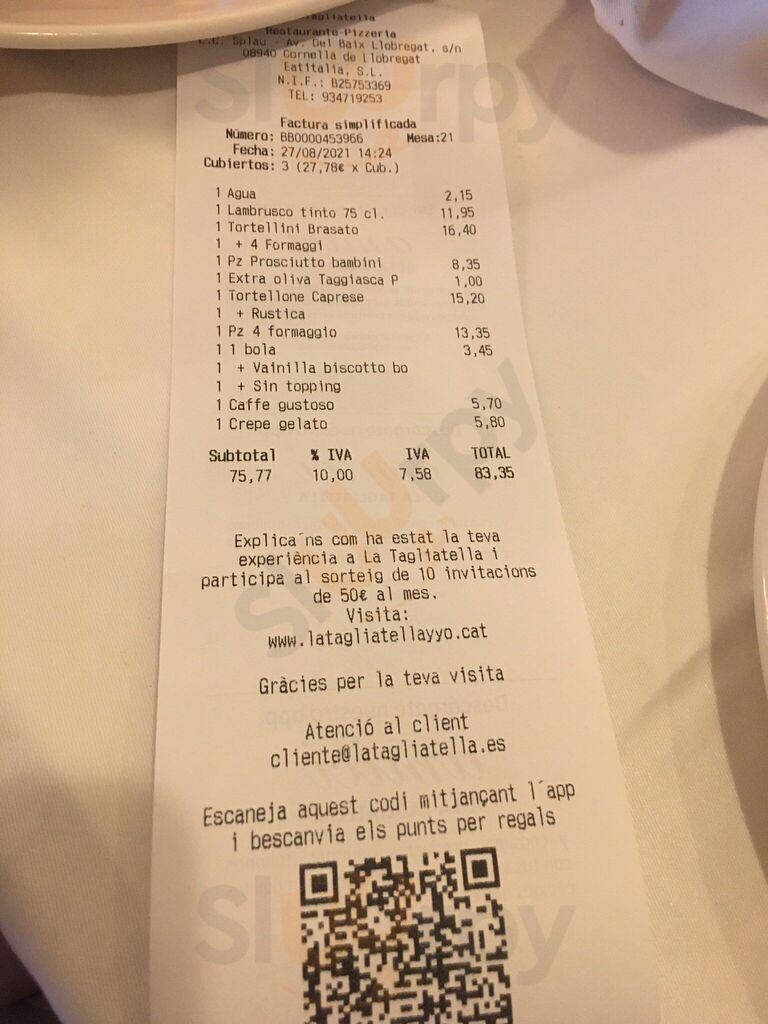 Tagliatella
Restaurante-Pizzeria
C.C. Splau - Av. Del Baix Llobregat, s/n
08940 Cornella de Llobregat
Eatitalia, S.L.
N.I.F.: B25753369
TEL: 934719253
Factura simplificada
Número: BB0000453966 Mesa:21
Fecha: 27/08/2021 14:24
Cubiertos: 3 (27,78€ x Cub.)
1 Agua 2,15
1 Lambrusco tinto 75 cl. 11,95
1 Tortellini Brasato 16,40
1 + 4 Formaggi
1 Pz Prosciutto bambini 8,35
1 Extra oliva Taggiasca P 1,00
1 Tortellone Caprese 15,20
1 + Rustica
1 Pz 4 formaggio 13,35
1 1 bola 3,45
1 + Vainilla biscotto bo
1 + Sin topping
1 Caffe gustoso 5,70
1 Crepe gelato 5,80
Subtotal % IVA IVA TOTAL
75,77 10,00 7,58 83,35
Explica´ns com ha estat la teva
experiència a La Tagliatella i
participa al sorteig de 10 invitacions
de 50€ al mes.
Visita:
www.latagliatellayyo.cat
Gràcies per la teva visita
Atenció al client
cliente@latagliatella.es
Escaneja aquest codi mitjançant l´app
i bescanvia els punts per regals
Slurpy
Slurpy
Slurpy